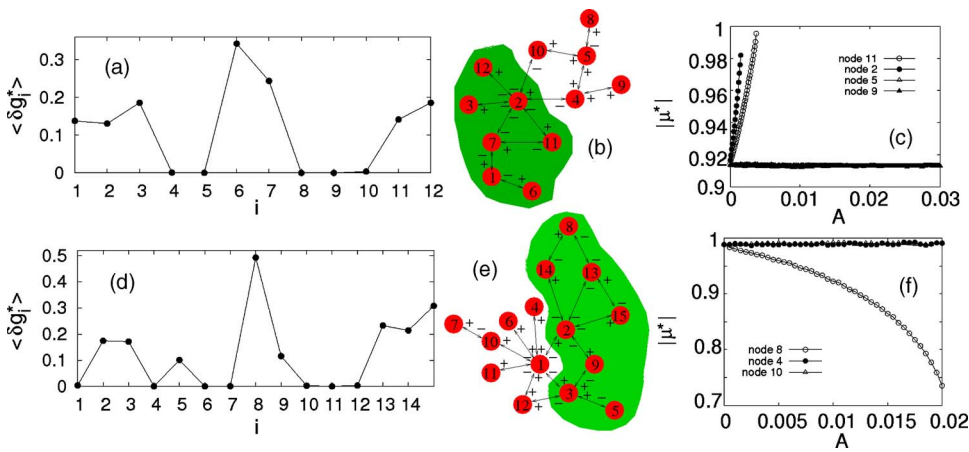 (a)
< δg*i >
0.3
0.2
0.1
0
1 2 3 4 5 6 7 8 9 10 11 12
i
(b)
8
10
5
12
9
2
4
3
7
11
1
6
(c)
|μ*|
1
0.98
0.96
0.94
0.92
0.9
node 11
node 2
node 5
node 9
0 0.01 0.02 0.03
A
(d)
< δg*i >
0.5
0.4
0.3
0.2
0.1
0
1 2 3 4 5 6 7 8 9 10 11 12 13 14
i
(e)
8
14
13
4
6
7
15
2
10
1
9
11
3
12
5
(f)
|μ*|
1
0.9
0.8
0.7
node 8
node 4
node 10
0 0.005 0.01 0.015 0.02
A